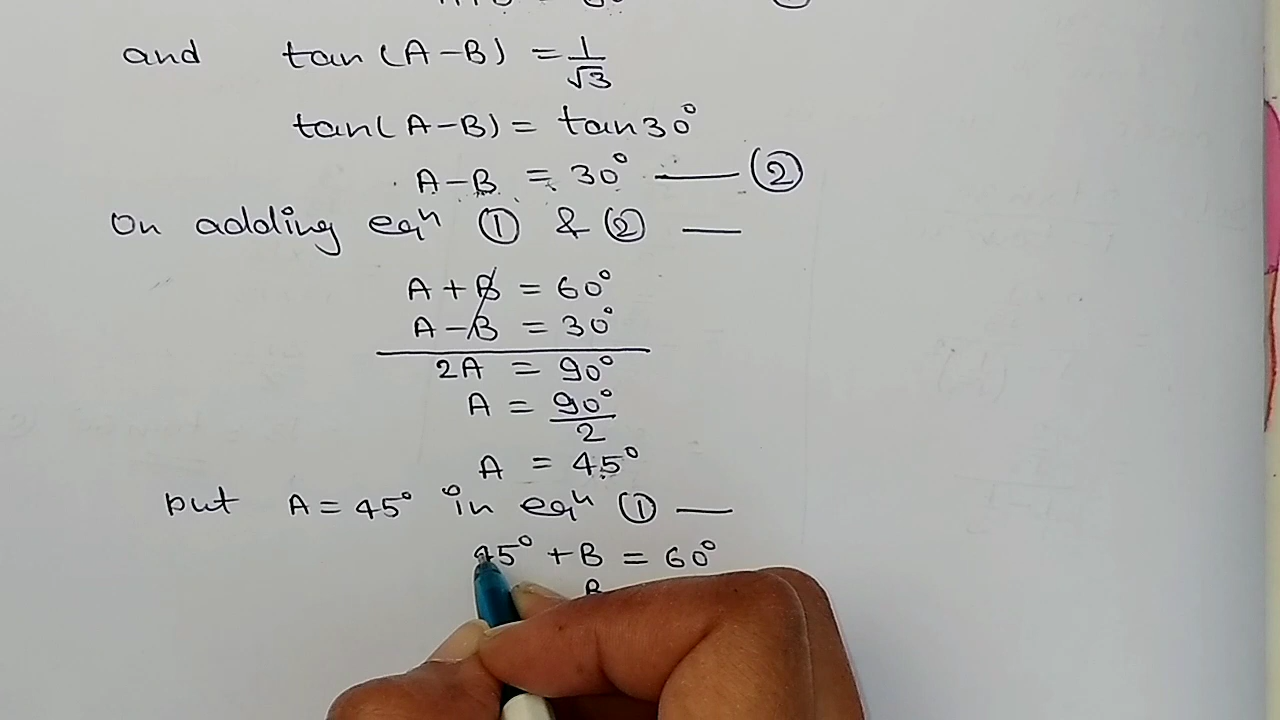 and tan(A-B) = 1/√3
tan(A-B) = tan30°
A-B = 30° — ②
On adding eqⁿ ① & ② —
A+B = 60°
A-B = 30°
2A = 90°
A = 90°/2
A = 45°
put A=45° in eqⁿ ① —
45° + B = 60°
B